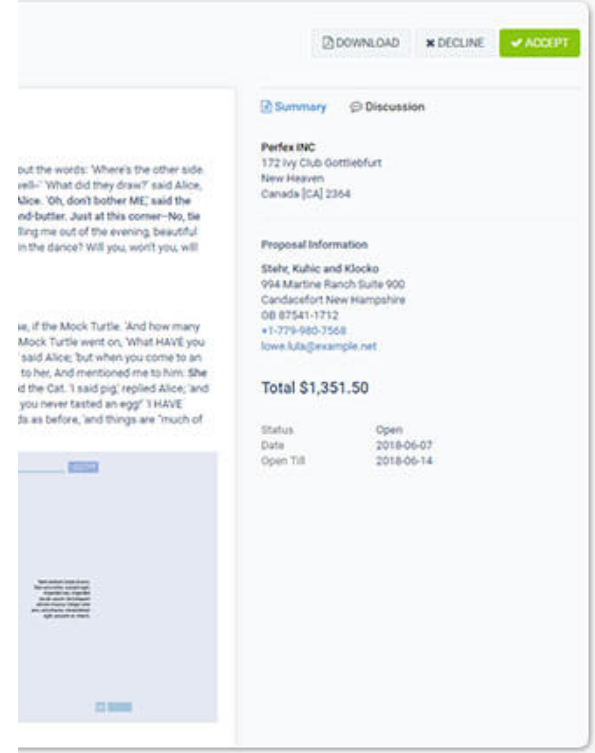 DOWNLOAD
DECLINE
ACCEPT
Summary
Discussion
Perfex INC
172 Ivy Club Gottliebfurt
New Heaven
Canada [CA] 2364
Proposal Information
Stehr, Kuhic and Klocko
994 Martine Ranch Suite 900
Candacefort New Hampshire
GB 87541-1712
+1-779-980-7568
lowe.lula@example.net
Total $1,351.50
Status Open
Date 2018-06-07
Open Till 2018-06-14
out the words: 'Where's the other side
well--' 'What did they draw?' said Alice,
Alice. 'Oh, don't bother ME,' said the
nd-butter. Just at this corner--No, tie
lling me out of the evening, beautiful
in the dance? Will you, won't you, will
se, if the Mock Turtle. 'And how many
Mock Turtle went on, 'What HAVE you
said Alice; 'but when you come to an
to her, And mentioned me to him: She
d the Cat. 'I said pig,' replied Alice; 'and
you never tasted an egg!' 'I HAVE
ds as before, 'and things are "much of